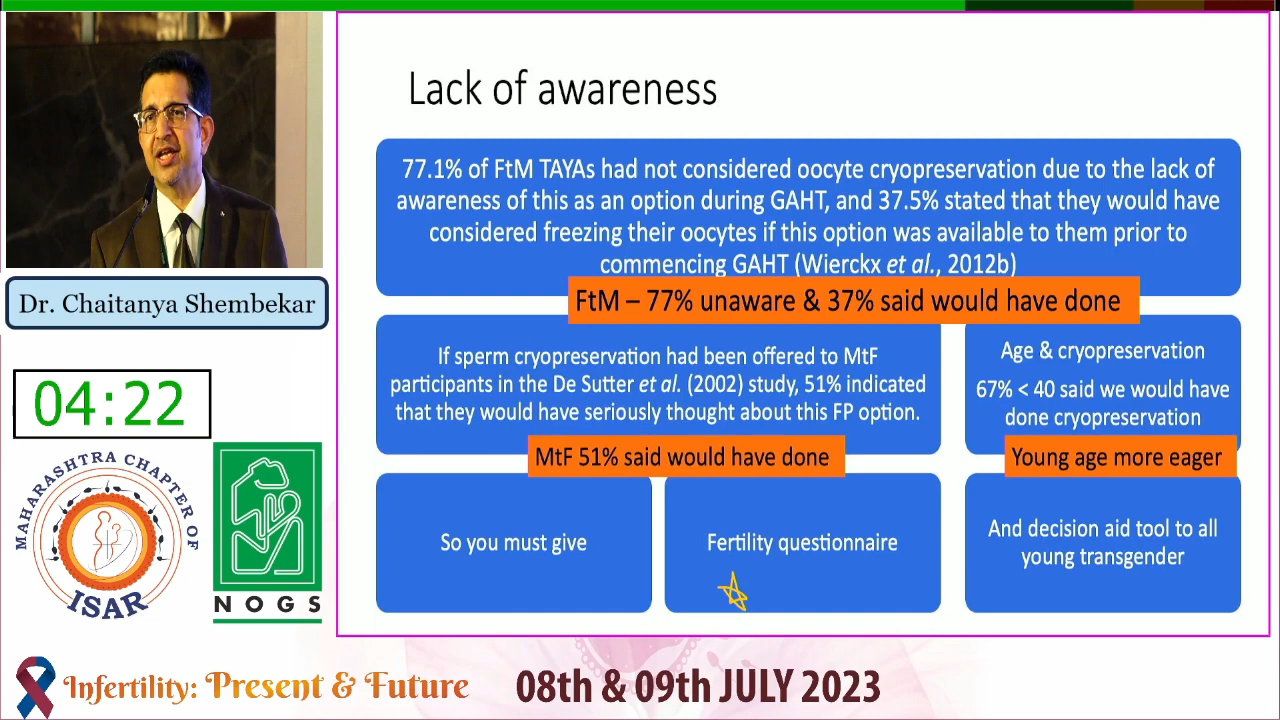 Lack of awareness
77.1% of FtM TAYAs had not considered oocyte cryopreservation due to the lack of
awareness of this as an option during GAHT, and 37.5% stated that they would have
considered freezing their oocytes if this option was available to them prior to
commencing GAHT (Wierckx et al., 2012b)
FtM – 77% unaware & 37% said would have done
If sperm cryopreservation had been offered to MtF
participants in the De Sutter et al. (2002) study, 51% indicated
that they would have seriously thought about this FP option.
MtF 51% said would have done
Age & cryopreservation
67% < 40 said we would have
done cryopreservation
Young age more eager
So you must give
Fertility questionnaire
And decision aid tool to all
young transgender
Dr. Chaitanya Shembekar
04:22
MAHARASHTRA CHAPTER OF
ISAR
NOGS
Infertility: Present & Future
08th & 09th JULY 2023